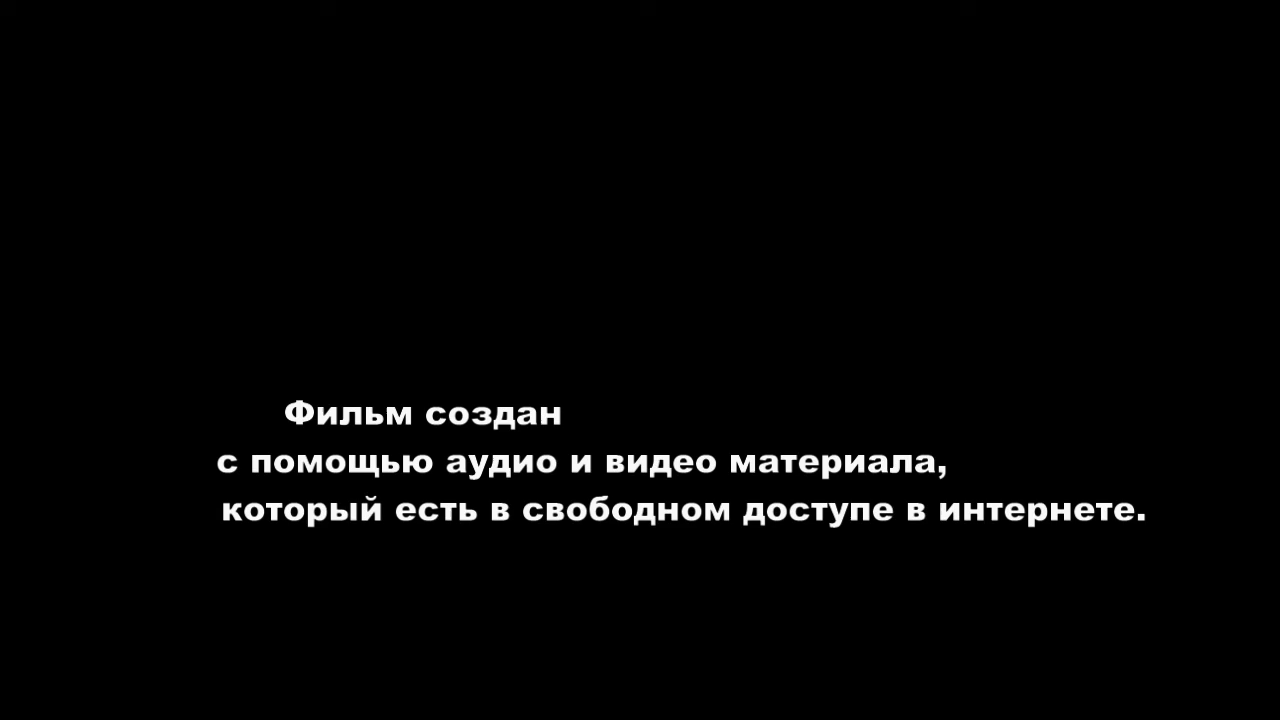 Фильм создан
с помощью аудио и видео материала,
который есть в свободном доступе в интернете.